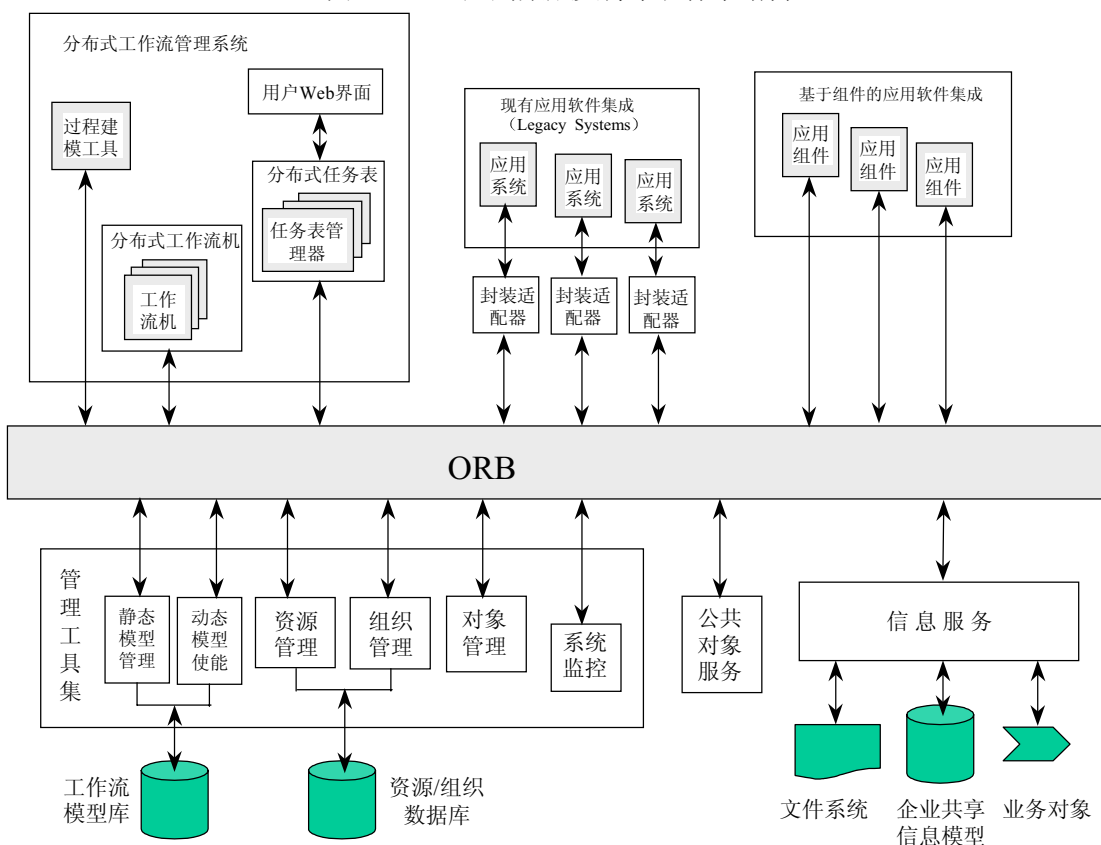 分布式工作流管理系统
用户Web界面
过程建
模工具
分布式任务表
任务表管
理器
分布式工作流机
工作
流机
现有应用软件集成
（Legacy Systems）
应用
系统
应用
系统
应用
系统
封装适
配器
封装适
配器
封装适
配器
基于组件的应用软件集成
应用
组件
应用
组件
应用
组件
ORB
管
理
工
具
集
静态
模型
管理
动态
模型
使能
资源
管理
组织
管理
对象
管理
系统
监控
公共
对象
服务
信 息 服 务
工作流
模型库
资源/组织
数据库
文件系统
企业共享
信息模型
业务对象